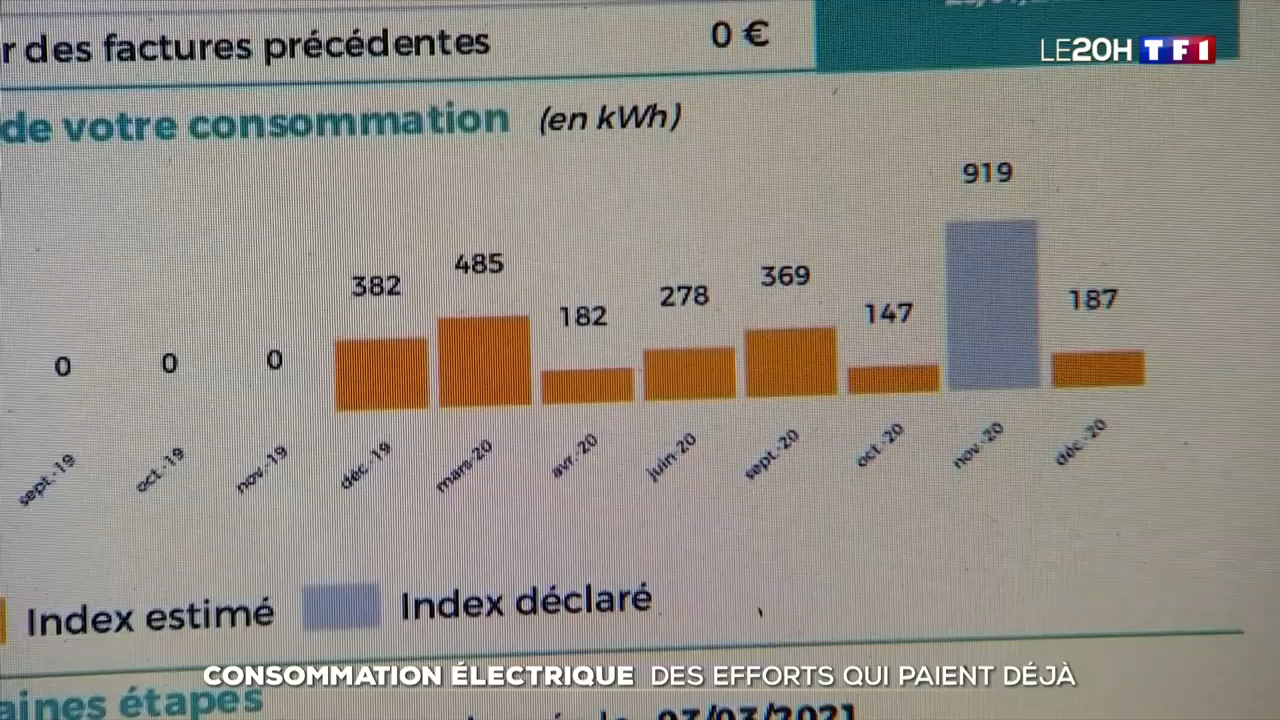 r des factures précédentes 0 €
LE20H TF1
de votre consommation (en kWh)
919
485
382
369
278
182
147
187
0 0 0
sept.-19 oct.-19 nov.-19 déc.-19 mars-20 avr.-20 juin-20 sept.-20 oct.-20 nov.-20 déc.-20
Index estimé Index déclaré
CONSOMMATION ÉLECTRIQUE DES EFFORTS QUI PAIENT DÉJÀ
aines étapes
03/2021